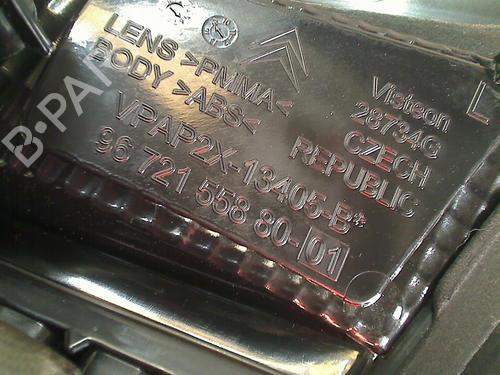 LENS >PMMA<
BODY >ABS<
VPAP2X-13405-B*
96 721 558 80-01
Visteon
28734G
CZECH
REPUBLIC
L
B·PA